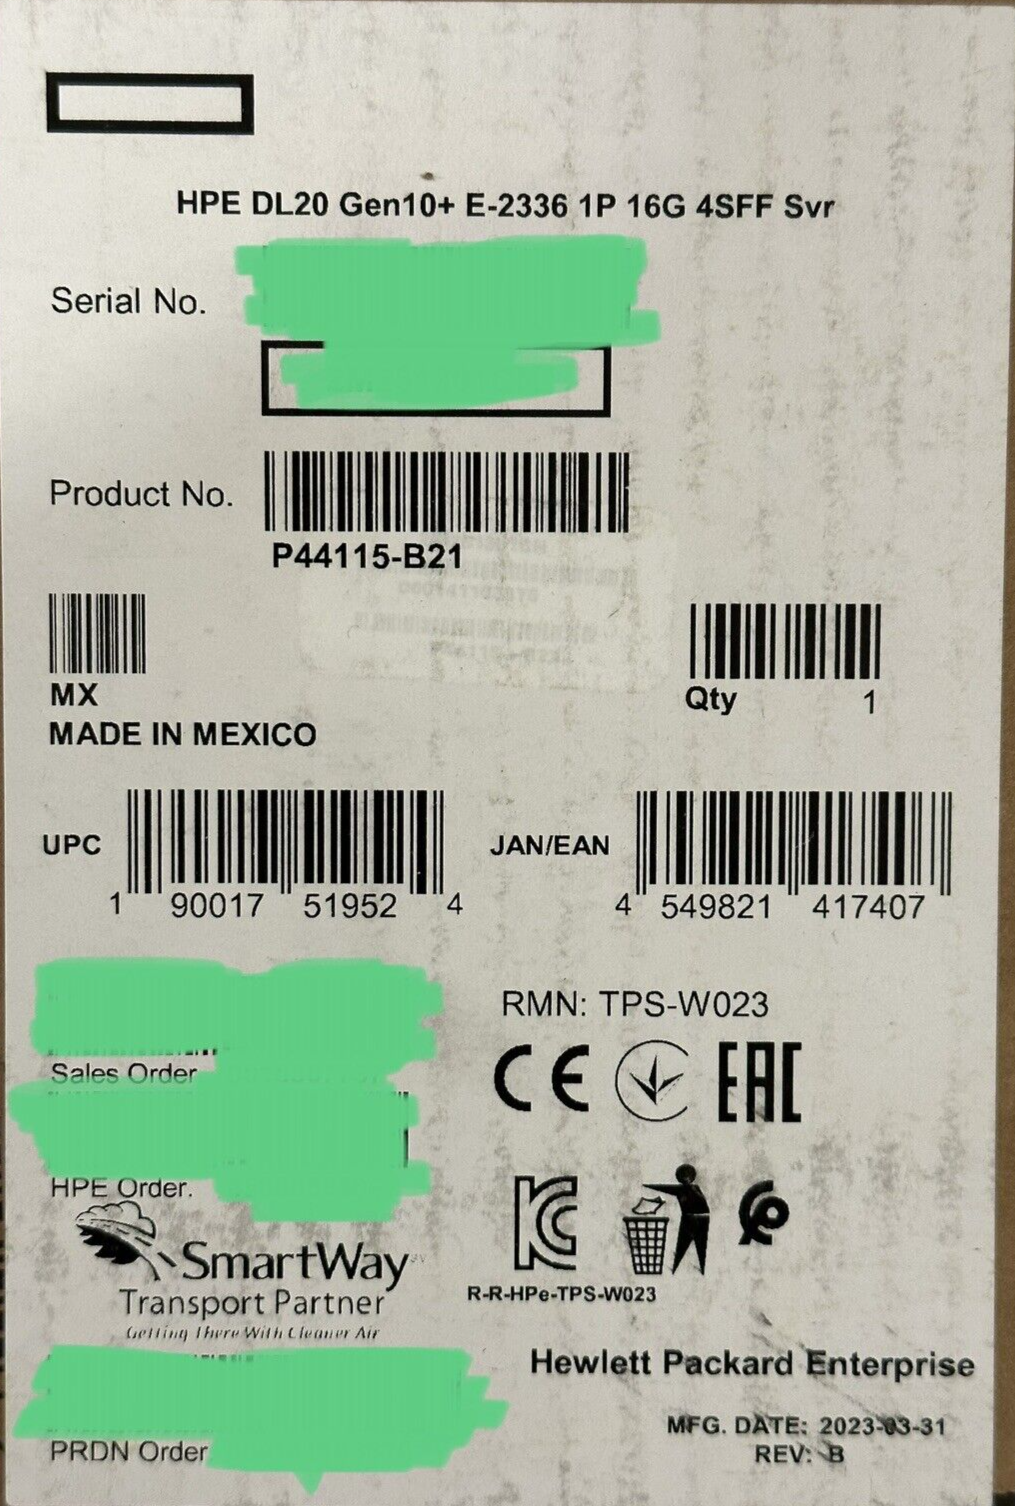 HPE DL20 Gen10+ E-2336 1P 16G 4SFF Svr
Serial No.
Product No.
P44115-B21
MX
MADE IN MEXICO
Qty 1
UPC
1 90017 51952 4
JAN/EAN
4 549821 417407
RMN: TPS-W023
CE
EAC
Sales Order
HPE Order.
SmartWay
Transport Partner
Getting There With Cleaner Air
R-R-HPe-TPS-W023
Hewlett Packard Enterprise
MFG. DATE: 2023-03-31
REV: B
PRDN Order